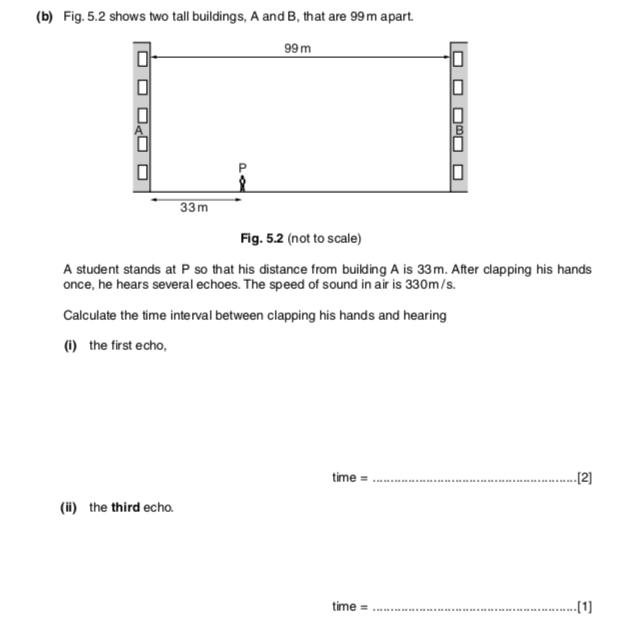 (b) Fig. 5.2 shows two tall buildings, A and B, that are 99 m apart.
99 m
A
B
P
33 m
Fig. 5.2 (not to scale)
A student stands at P so that his distance from building A is 33 m. After clapping his hands
once, he hears several echoes. The speed of sound in air is 330 m/s.
Calculate the time interval between clapping his hands and hearing
(i) the first echo,
time = ............................................................[2]
(ii) the third echo.
time = ............................................................[1]